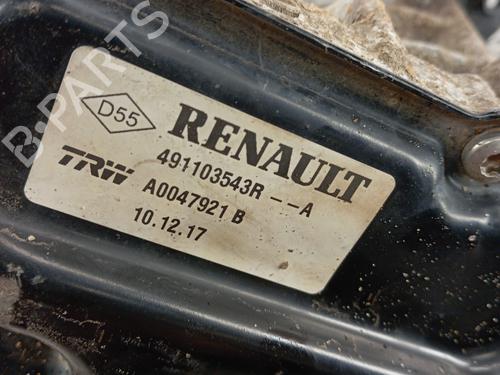 D55
RENAULT
491103543R --A
TRW A0047921 B
10.12.17
B-PARTS